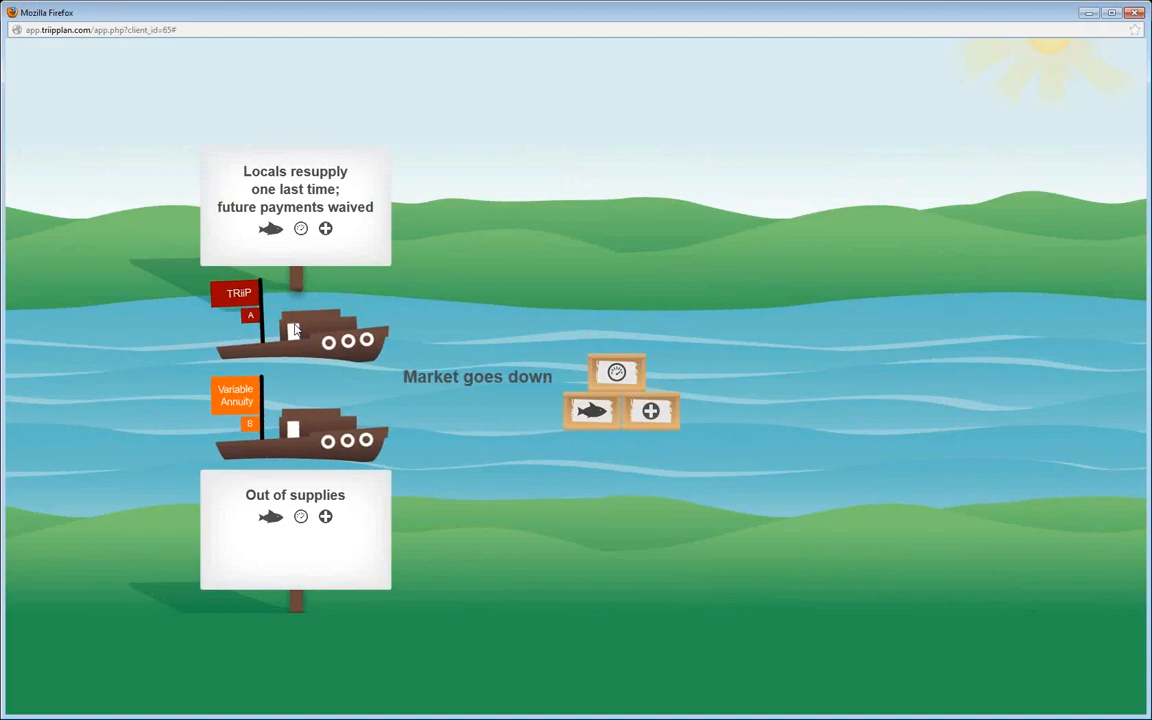 Mozilla Firefox
app.triipplan.com/app.php?client_id=65#
Locals resupply
one last time;
future payments waived
TRiiP
A
Market goes down
Variable
Annuity
B
Out of supplies